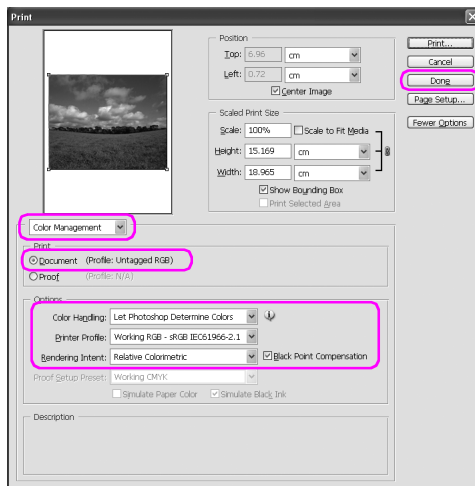 Print
Position
Top: 6.96 cm
Left: 0.72 cm
Center Image
Print...
Cancel
Done
Page Setup...
Fewer Options
Scaled Print Size
Scale: 100% Scale to Fit Media
Height: 15.169 cm
Width: 18.965 cm
Show Bounding Box
Print Selected Area
Color Management
Print
Document (Profile: Untagged RGB)
Proof (Profile: N/A)
Options
Color Handling: Let Photoshop Determine Colors
Printer Profile: Working RGB - sRGB IEC61966-2.1
Rendering Intent: Relative Colorimetric Black Point Compensation
Proof Setup Preset: Working CMYK
Simulate Paper Color Simulate Black Ink
Description